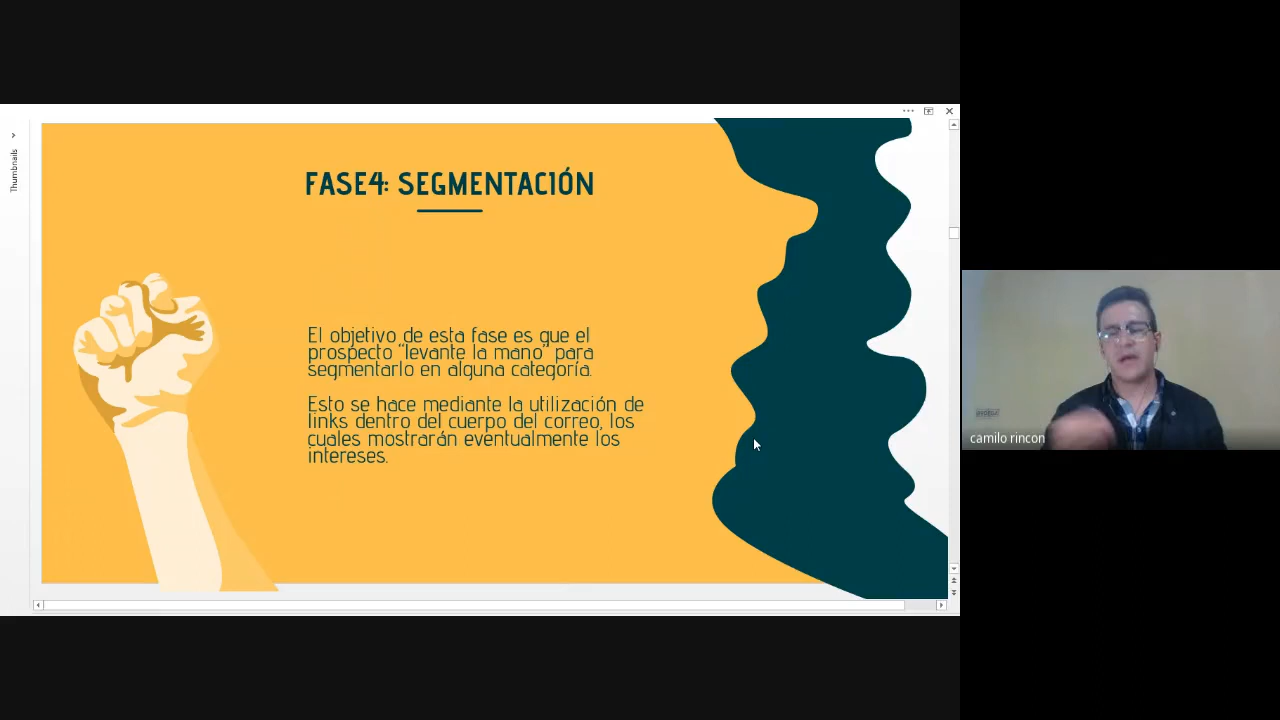 Thumbnails
FASE4: SEGMENTACIÓN
El objetivo de esta fase es que el
prospecto "levante la mano" para
segmentarlo en alguna categoría.
Esto se hace mediante la utilización de
links dentro del cuerpo del correo, los
cuales mostrarán eventualmente los
intereses.
camilo rincon